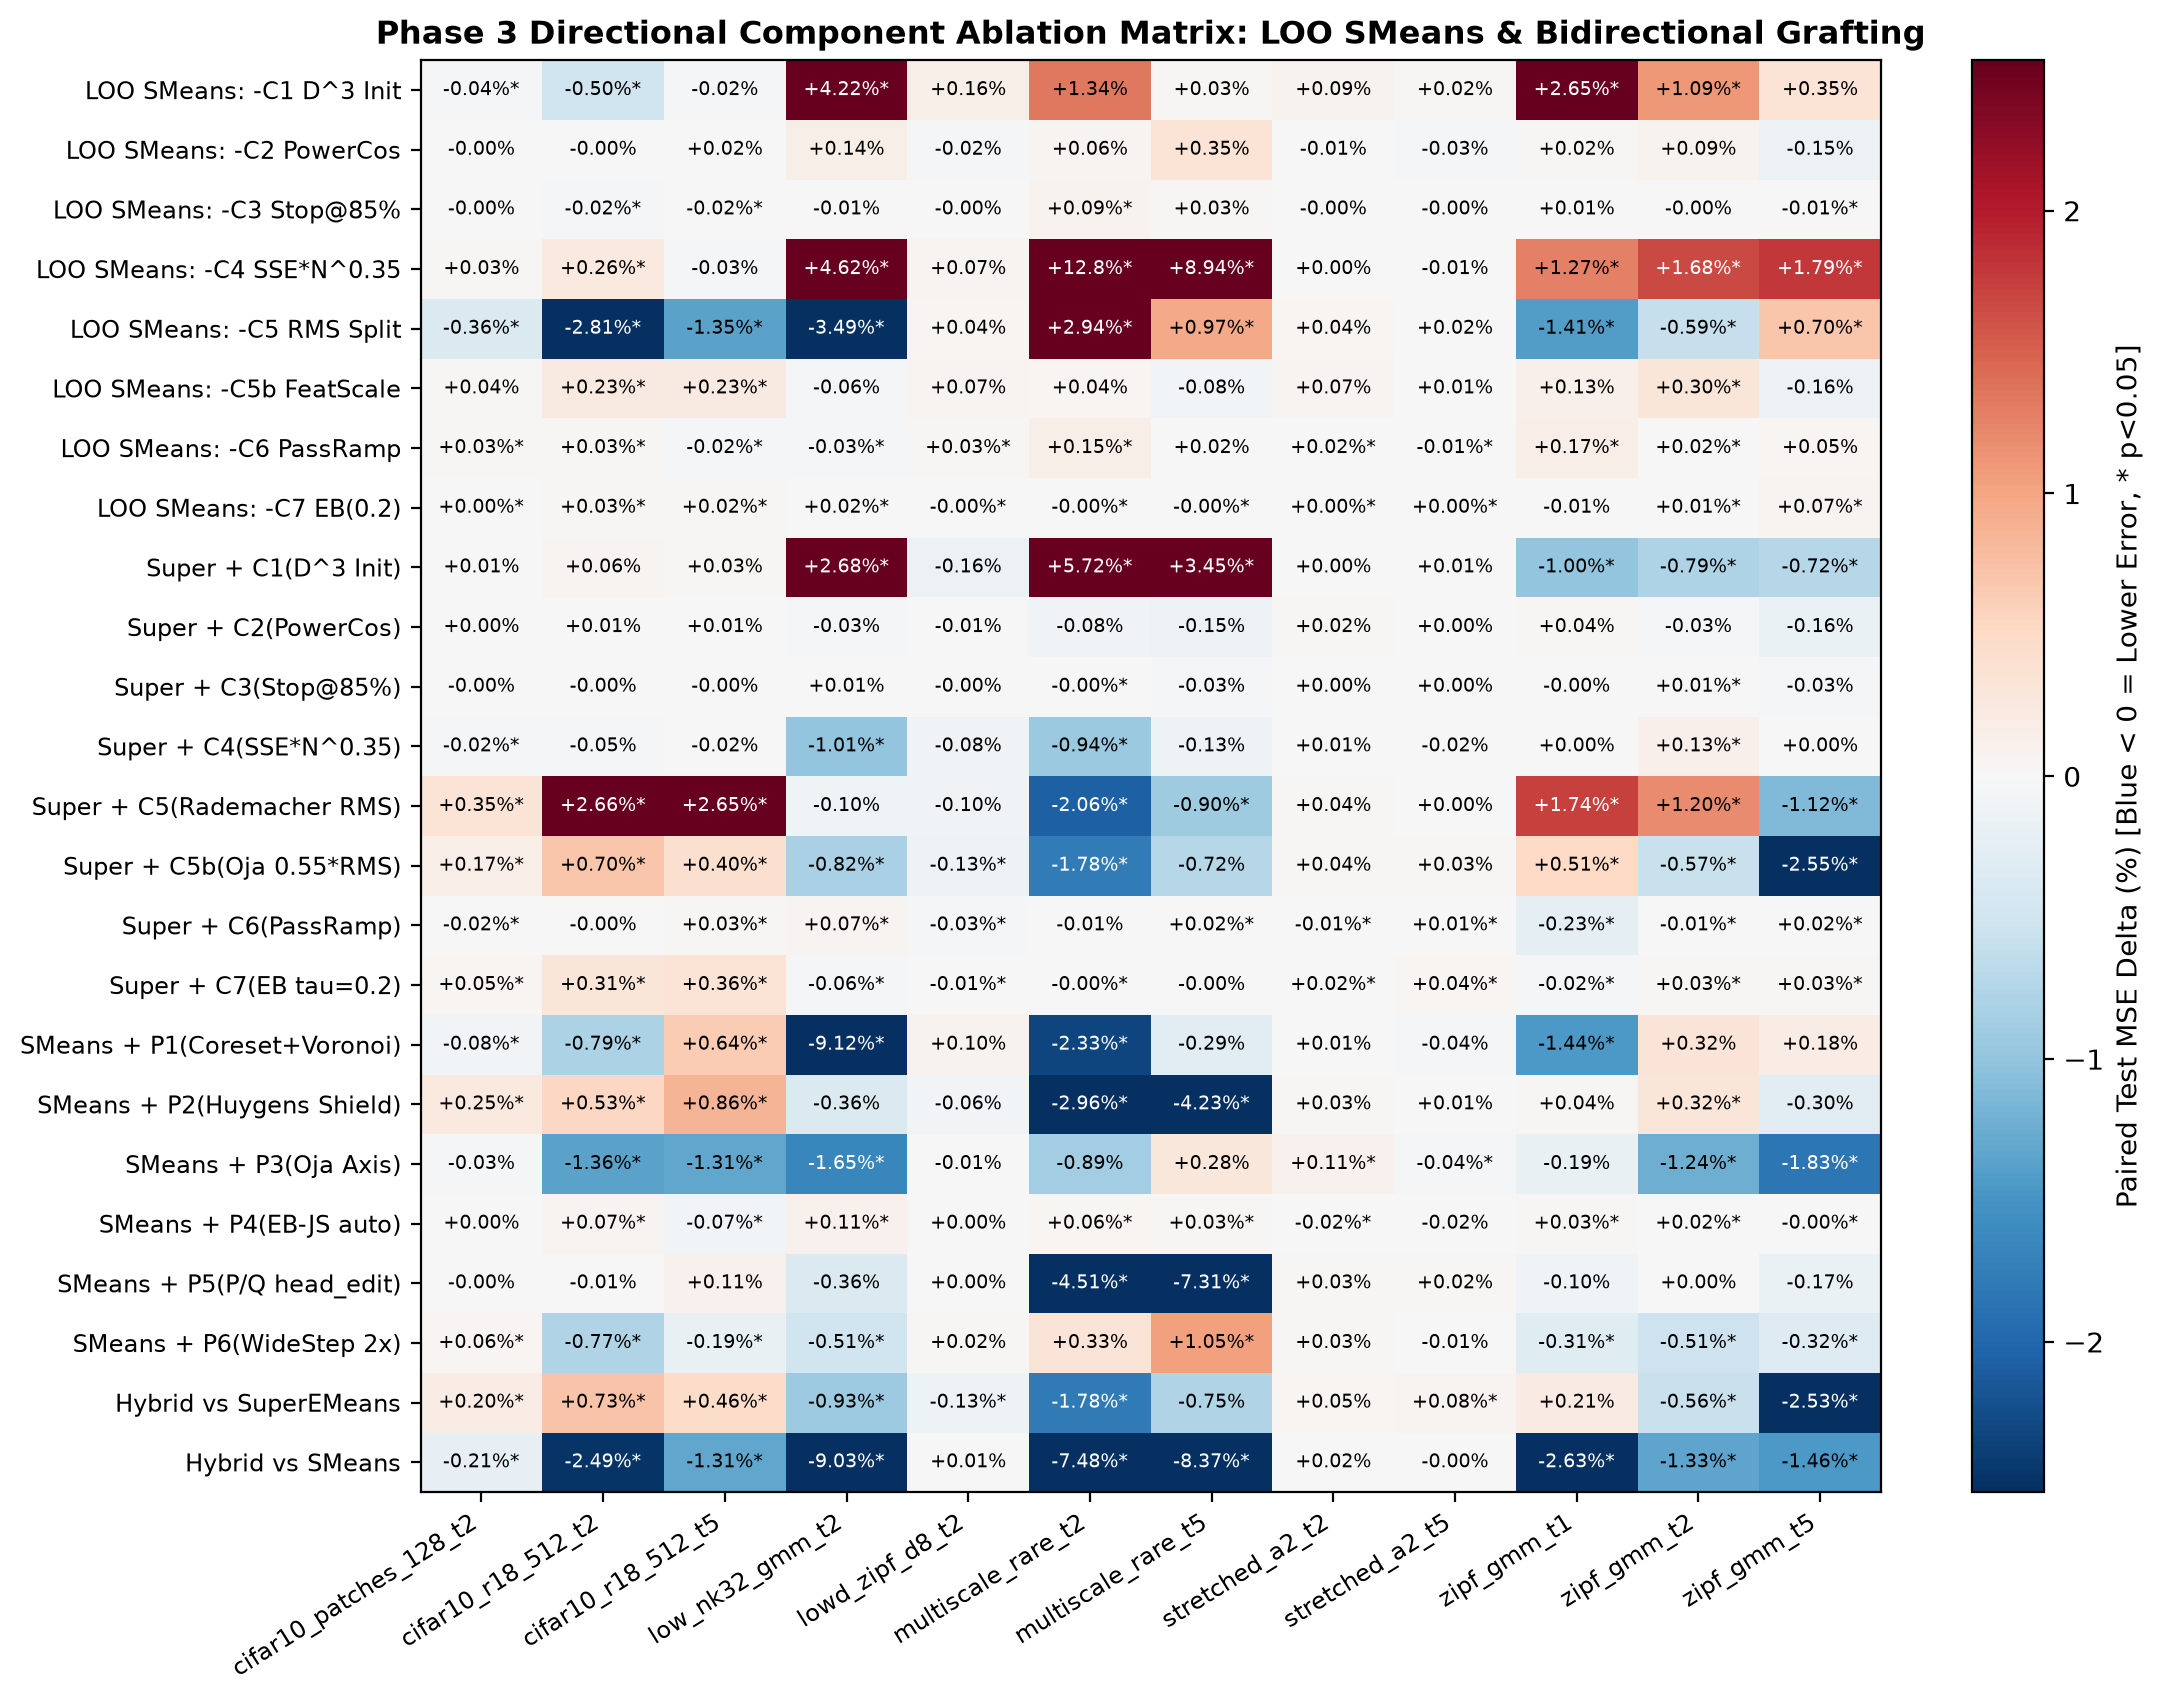 Phase 3 Directional Component Ablation Matrix: LOO SMeans & Bidirectional Grafting
LOO SMeans: -C1 D^3 Init -0.04%* -0.50%* -0.02% +4.22%* +0.16% +1.34% +0.03% +0.09% +0.02% +2.65%* +1.09%* +0.35%
LOO SMeans: -C2 PowerCos -0.00% -0.00% +0.02% +0.14% -0.02% +0.06% +0.35% -0.01% -0.03% +0.02% +0.09% -0.15%
LOO SMeans: -C3 Stop@85% -0.00% -0.02%* -0.02%* -0.01% -0.00% +0.09%* +0.03% -0.00% -0.00% +0.01% -0.00% -0.01%*
LOO SMeans: -C4 SSE*N^0.35 +0.03% +0.26%* -0.03% +4.62%* +0.07% +12.8%* +8.94%* +0.00% -0.01% +1.27%* +1.68%* +1.79%*
LOO SMeans: -C5 RMS Split -0.36%* -2.81%* -1.35%* -3.49%* +0.04% +2.94%* +0.97%* +0.04% +0.02% -1.41%* -0.59%* +0.70%*
LOO SMeans: -C5b FeatScale +0.04% +0.23%* +0.23%* -0.06% +0.07% +0.04% -0.08% +0.07% +0.01% +0.13% +0.30%* -0.16%
LOO SMeans: -C6 PassRamp +0.03%* +0.03%* -0.02%* -0.03%* +0.03%* +0.15%* +0.02% +0.02%* -0.01%* +0.17%* +0.02%* +0.05%
LOO SMeans: -C7 EB(0.2) +0.00%* +0.03%* +0.02%* +0.02%* -0.00%* -0.00%* -0.00%* +0.00%* +0.00%* -0.01% +0.01%* +0.07%*
Super + C1(D^3 Init) +0.01% +0.06% +0.03% +2.68%* -0.16% +5.72%* +3.45%* +0.00% +0.01% -1.00%* -0.79%* -0.72%*
Super + C2(PowerCos) +0.00% +0.01% +0.01% -0.03% -0.01% -0.08% -0.15% +0.02% +0.00% +0.04% -0.03% -0.16%
Super + C3(Stop@85%) -0.00% -0.00% -0.00% +0.01% -0.00% -0.00%* -0.03% +0.00% +0.00% -0.00% +0.01%* -0.03%
Super + C4(SSE*N^0.35) -0.02%* -0.05% -0.02% -1.01%* -0.08% -0.94%* -0.13% +0.01% -0.02% +0.00% +0.13%* +0.00%
Super + C5(Rademacher RMS) +0.35%* +2.66%* +2.65%* -0.10% -0.10% -2.06%* -0.90%* +0.04% +0.00% +1.74%* +1.20%* -1.12%*
Super + C5b(Oja 0.55*RMS) +0.17%* +0.70%* +0.40%* -0.82%* -0.13%* -1.78%* -0.72% +0.04% +0.03% +0.51%* -0.57%* -2.55%*
Super + C6(PassRamp) -0.02%* -0.00% +0.03%* +0.07%* -0.03%* -0.01% +0.02%* -0.01%* +0.01%* -0.23%* -0.01%* +0.02%*
Super + C7(EB tau=0.2) +0.05%* +0.31%* +0.36%* -0.06%* -0.01%* -0.00%* -0.00% +0.02%* +0.04%* -0.02%* +0.03%* +0.03%*
SMeans + P1(Coreset+Voronoi) -0.08%* -0.79%* +0.64%* -9.12%* +0.10% -2.33%* -0.29% +0.01% -0.04% -1.44%* +0.32% +0.18%
SMeans + P2(Huygens Shield) +0.25%* +0.53%* +0.86%* -0.36% -0.06% -2.96%* -4.23%* +0.03% +0.01% +0.04% +0.32%* -0.30%
SMeans + P3(Oja Axis) -0.03% -1.36%* -1.31%* -1.65%* -0.01% -0.89% +0.28% +0.11%* -0.04%* -0.19% -1.24%* -1.83%*
SMeans + P4(EB-JS auto) +0.00% +0.07%* -0.07%* +0.11%* +0.00% +0.06%* +0.03%* -0.02%* -0.02% +0.03%* +0.02%* -0.00%*
SMeans + P5(P/Q head_edit) -0.00% -0.01% +0.11% -0.36% +0.00% -4.51%* -7.31%* +0.03% +0.02% -0.10% +0.00% -0.17%
SMeans + P6(WideStep 2x) +0.06%* -0.77%* -0.19%* -0.51%* +0.02% +0.33% +1.05%* +0.03% -0.01% -0.31%* -0.51%* -0.32%*
Hybrid vs SuperEMeans +0.20%* +0.73%* +0.46%* -0.93%* -0.13%* -1.78%* -0.75% +0.05% +0.08%* +0.21% -0.56%* -2.53%*
Hybrid vs SMeans -0.21%* -2.49%* -1.31%* -9.03%* +0.01% -7.48%* -8.37%* +0.02% -0.00% -2.63%* -1.33%* -1.46%*
cifar10_patches_128_t2
cifar10_r18_512_t2
cifar10_r18_512_t5
low_nk32_gmm_t2
lowd_zipf_d8_t2
multiscale_rare_t2
multiscale_rare_t5
stretched_a2_t2
stretched_a2_t5
zipf_gmm_t1
zipf_gmm_t2
zipf_gmm_t5
2
1
0
−1
−2
Paired Test MSE Delta (%) [Blue < 0 = Lower Error, * p<0.05]